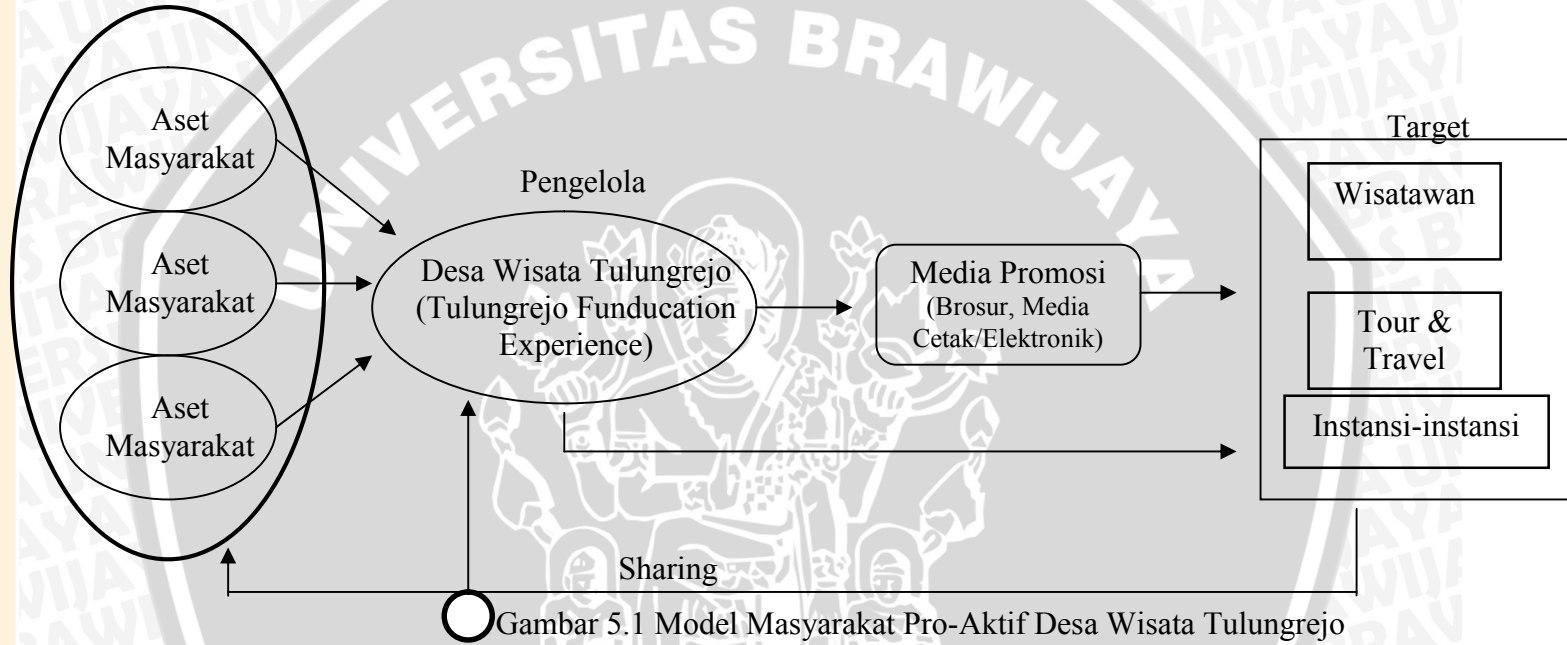 UNIVERSITAS BRAWIJAYA
Aset
Masyarakat
Aset
Masyarakat
Aset
Masyarakat
Pengelola
Desa Wisata Tulungrejo
(Tulungrejo Funducation
Experience)
Media Promosi
(Brosur, Media
Cetak/Elektronik)
Target
Wisatawan
Tour &
Travel
Instansi-instansi
Sharing
Gambar 5.1 Model Masyarakat Pro-Aktif Desa Wisata Tulungrejo